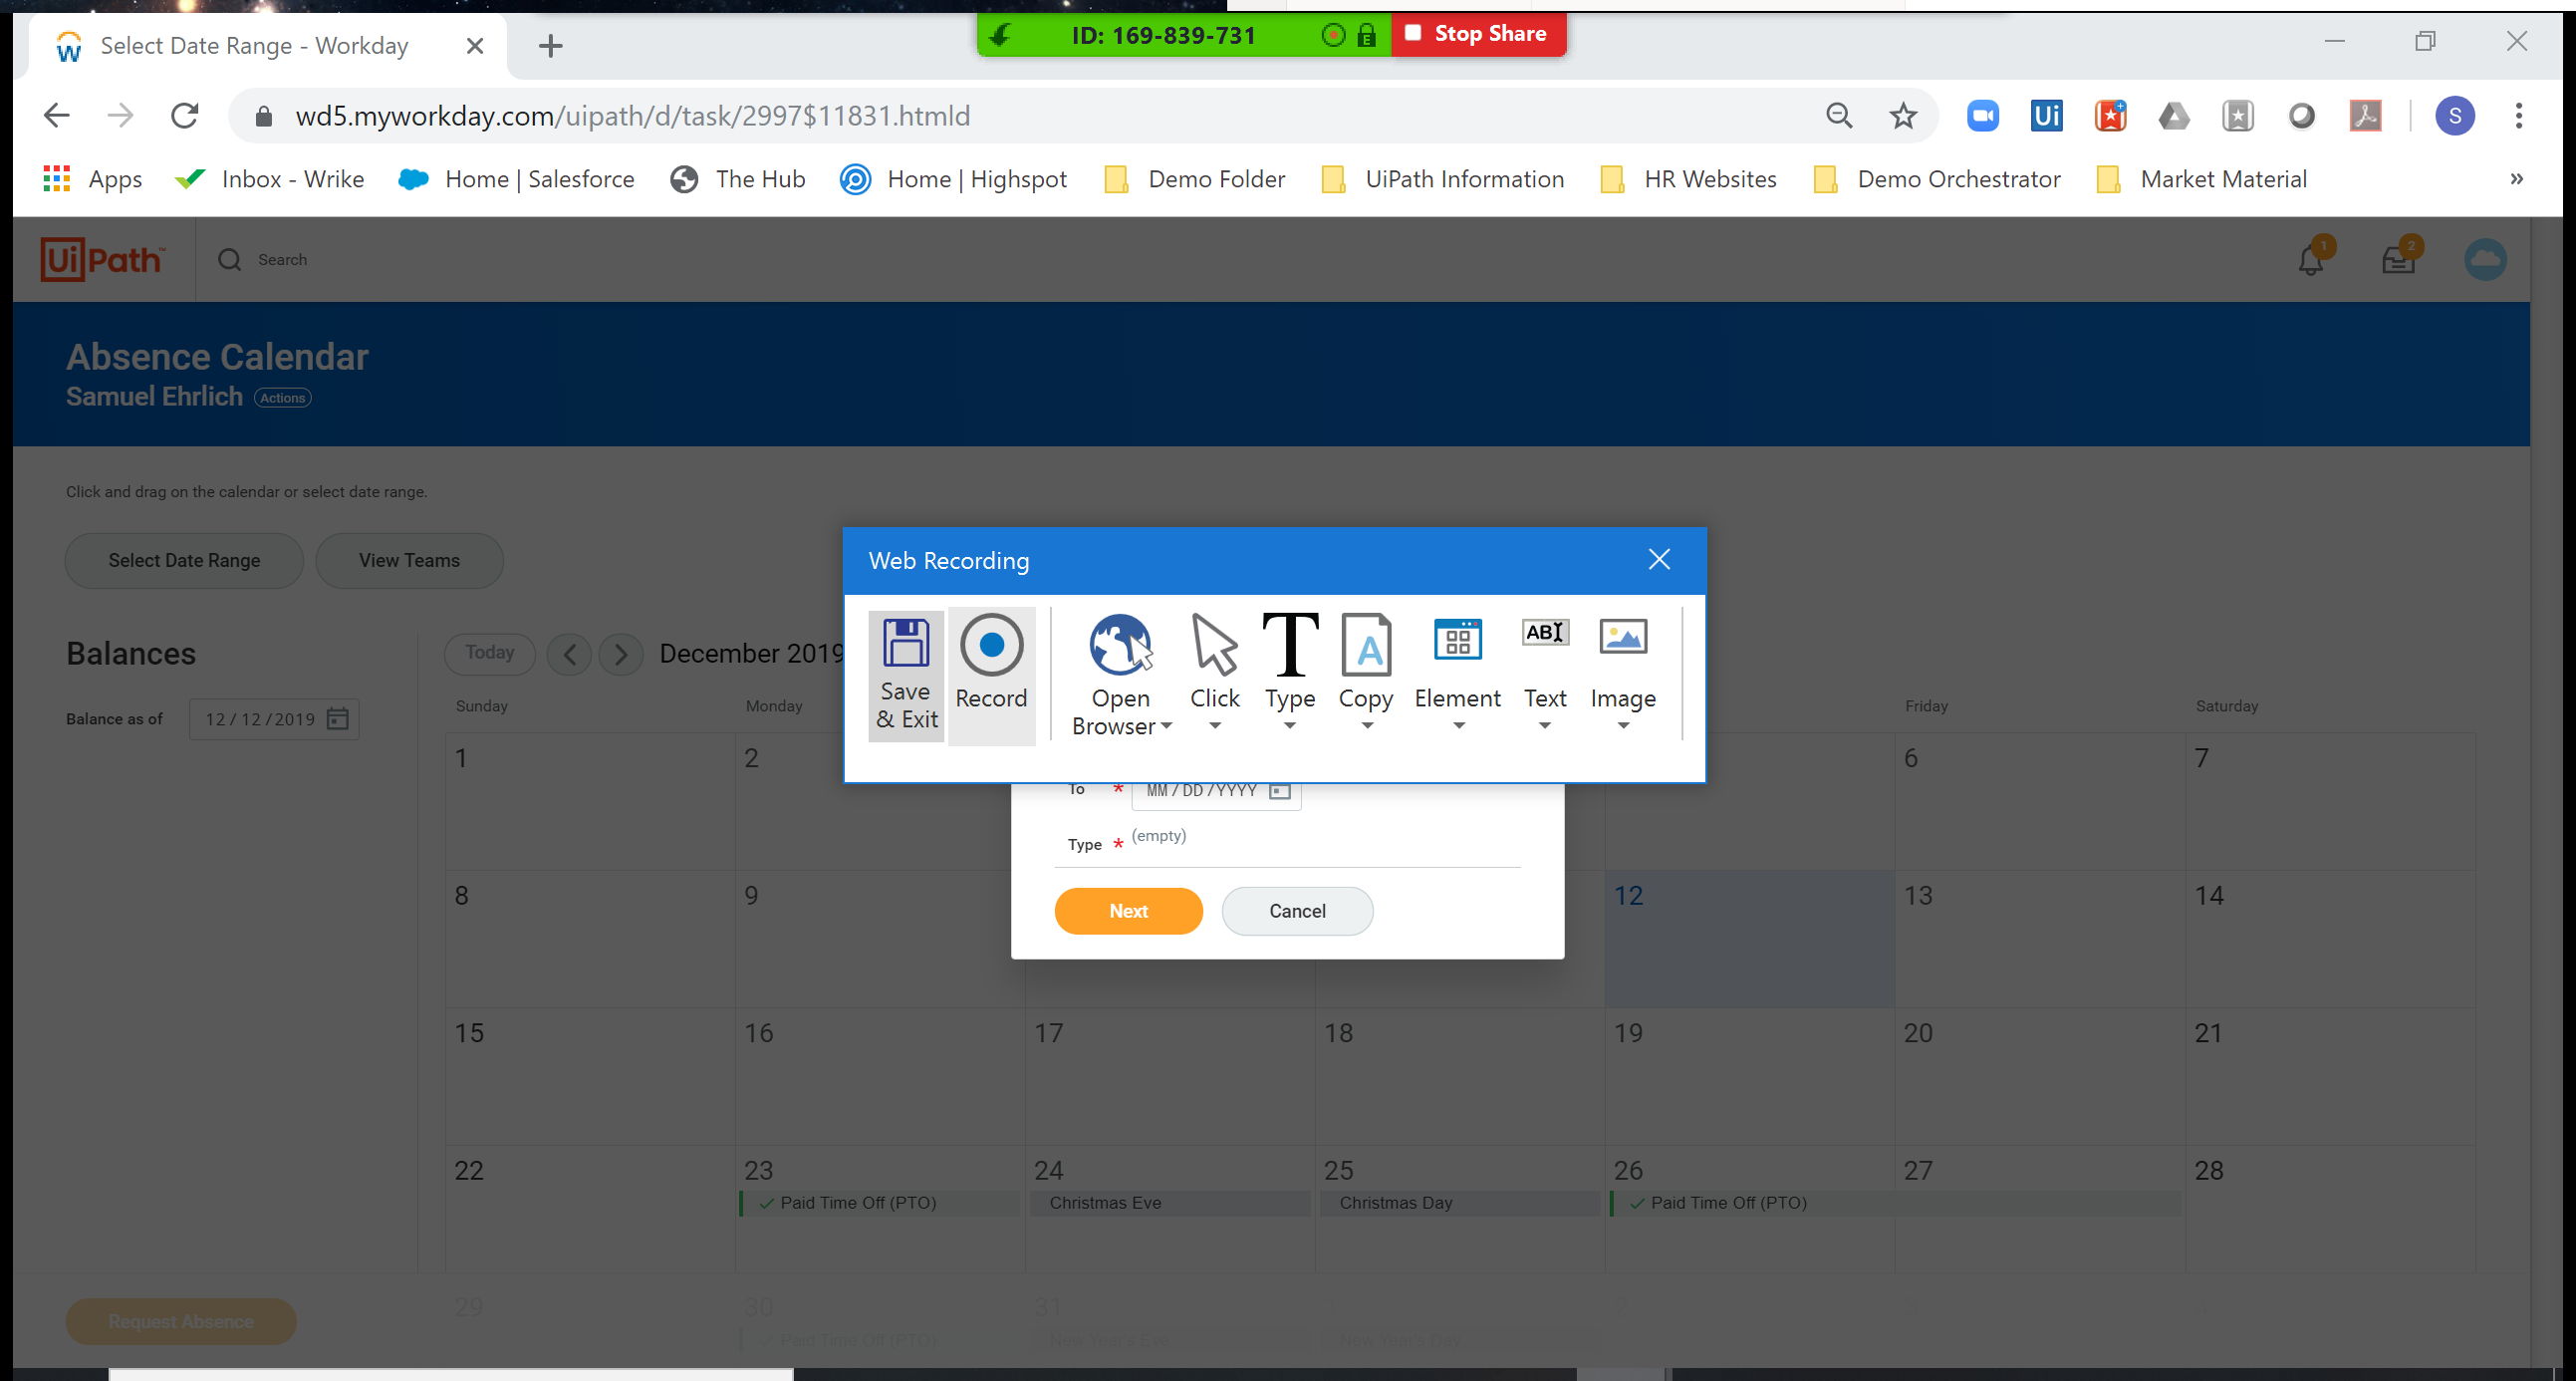 Select Date Range - Workday
ID: 169-839-731
Stop Share
wd5.myworkday.com/uipath/d/task/2997$11831.htmld
Ui
S
Apps
Inbox - Wrike
Home | Salesforce
The Hub
Home | Highspot
Demo Folder
UiPath Information
HR Websites
Demo Orchestrator
Market Material
»
UiPath™
Search
1
2
Absence Calendar
Samuel Ehrlich Actions
Click and drag on the calendar or select date range.
Select Date Range
View Teams
Balances
Balance as of 12 / 12 / 2019
Today
December 2019
Sunday
Monday
Friday
Saturday
Web Recording
Save & Exit
Record
Open Browser
Click
Type
Copy
Element
Text
Image
To * MM / DD / YYYY
Type * (empty)
Next
Cancel
1
2
6
7
8
9
12
13
14
15
16
17
18
19
20
21
22
23
24
25
26
27
28
Paid Time Off (PTO)
Christmas Eve
Christmas Day
Paid Time Off (PTO)
Request Absence
29
30
31
Paid Time Off (PTO)
New Year's Eve
New Year's Day